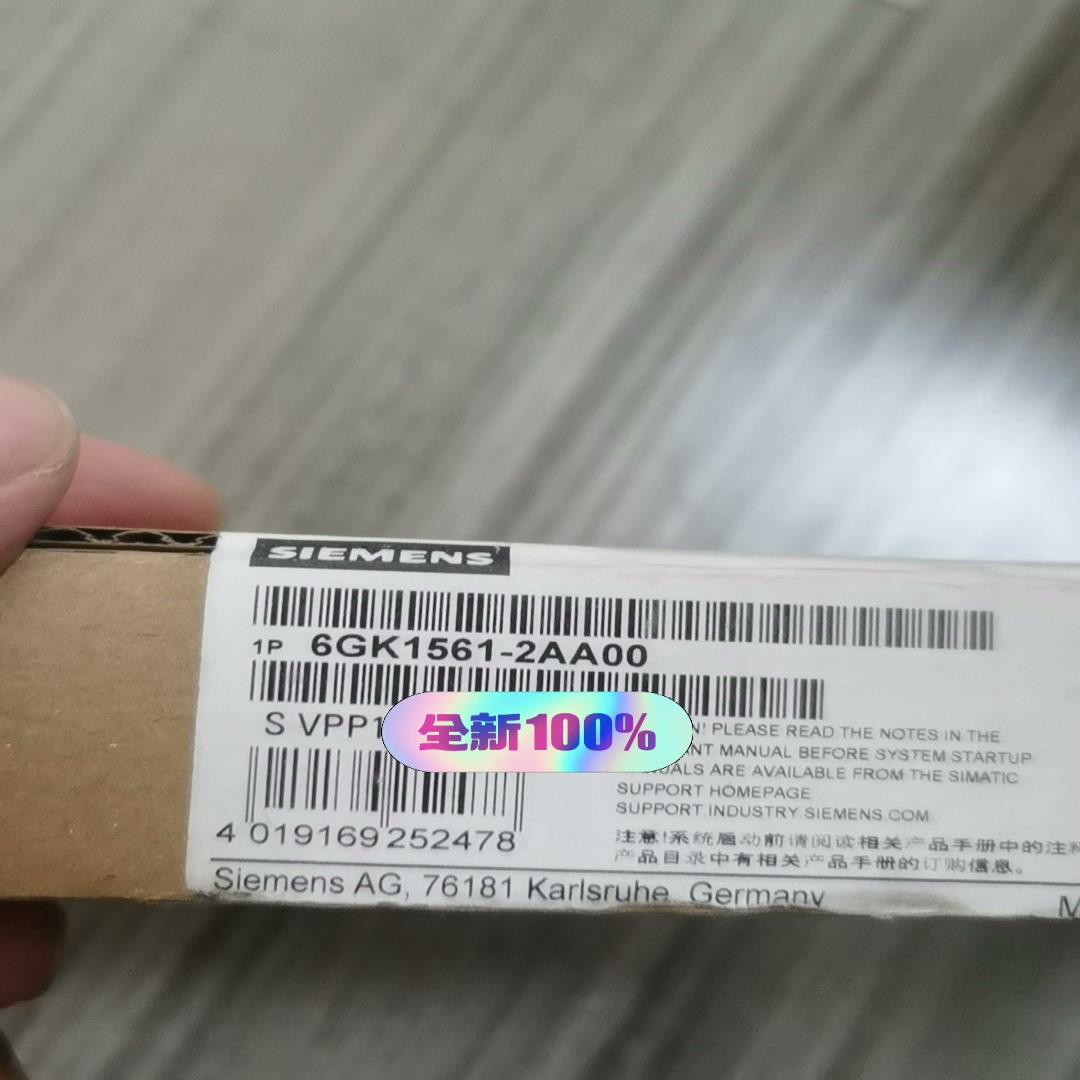 SIEMENS
1P 6GK1561-2AA00
S VPP1
全新100%
N! PLEASE READ THE NOTES IN THE
NT MANUAL BEFORE SYSTEM STARTUP
ARE AVAILABLE FROM THE SIMATIC
SUPPORT HOMEPAGE
SUPPORT.INDUSTRY.SIEMENS.COM
4 019169 252478
注意!系统启动前请阅读相关产品手册中的注释
产品目录中有相关产品手册的订购信息。
Siemens AG, 76181 Karlsruhe, Germany
M